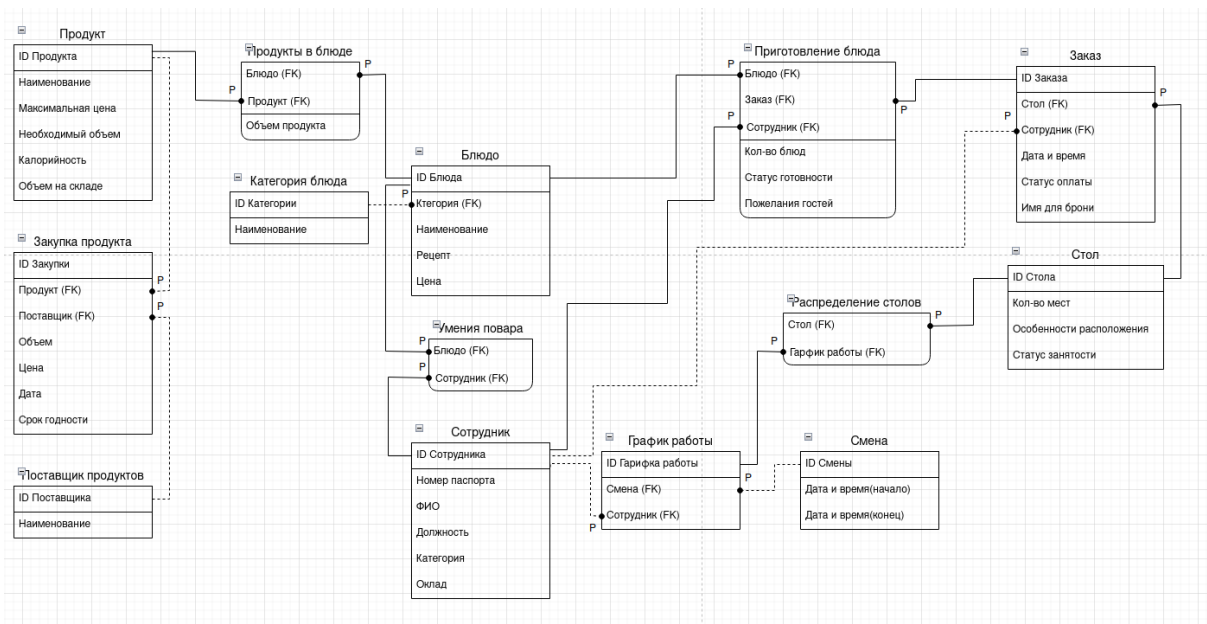 Продукт
ID Продукта
Наименование
Максимальная цена
Необходимый объем
Калорийность
Объем на складе
Продукты в блюде
Блюдо (FK)
Продукт (FK)
Объем продукта
P
P
Приготовление блюда
Блюдо (FK)
Заказ (FK)
Сотрудник (FK)
Кол-во блюд
Статус готовности
Пожелания гостей
P
P
P
Заказ
ID Заказа
Стол (FK)
Сотрудник (FK)
Дата и время
Статус оплаты
Имя для брони
P
P
Блюдо
ID Блюда
Ктегория (FK)
Наименование
Рецепт
Цена
P
Категория блюда
ID Категории
Наименование
Закупка продукта
ID Закупки
Продукт (FK)
Поставщик (FK)
Объем
Цена
Дата
Срок годности
P
P
Стол
ID Стола
Кол-во мест
Особенности расположения
Статус занятости
Распределение столов
Стол (FK)
Гарфик работы (FK)
P
P
Умения повара
Блюдо (FK)
Сотрудник (FK)
P
P
Сотрудник
ID Сотрудника
Номер паспорта
ФИО
Должность
Категория
Оклад
График работы
ID Гарифка работы
Смена (FK)
Сотрудник (FK)
P
P
Смена
ID Смены
Дата и время(начало)
Дата и время(конец)
Поставщик продуктов
ID Поставщика
Наименование